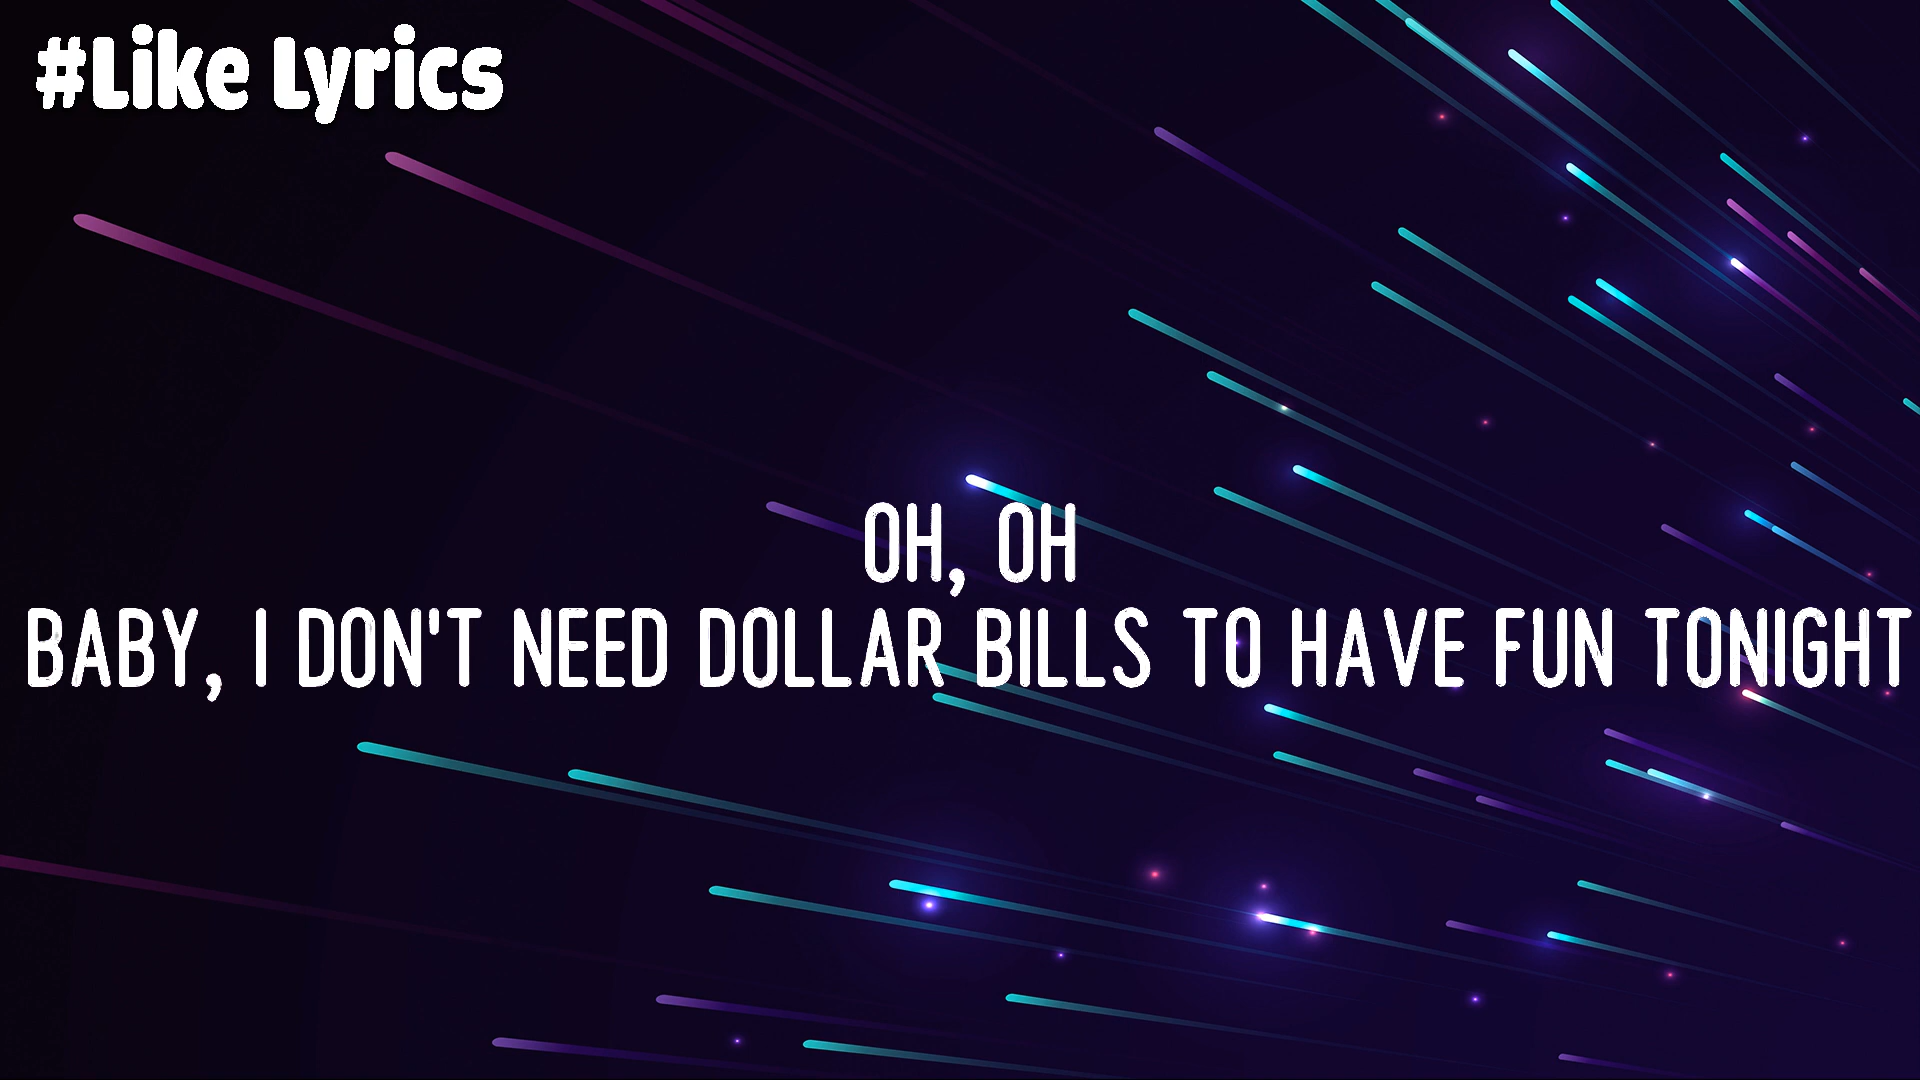 #Like Lyrics
OH, OH
BABY, I DON'T NEED DOLLAR BILLS TO HAVE FUN TONIGHT